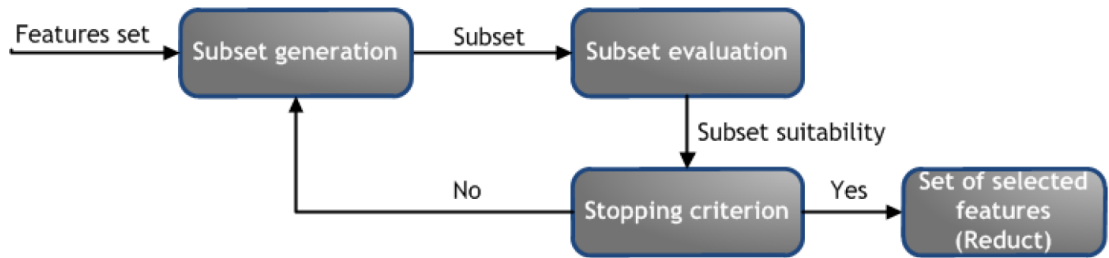 Features set
Subset generation
Subset
Subset evaluation
Subset suitability
No
Stopping criterion
Yes
Set of selected
features
(Reduct)